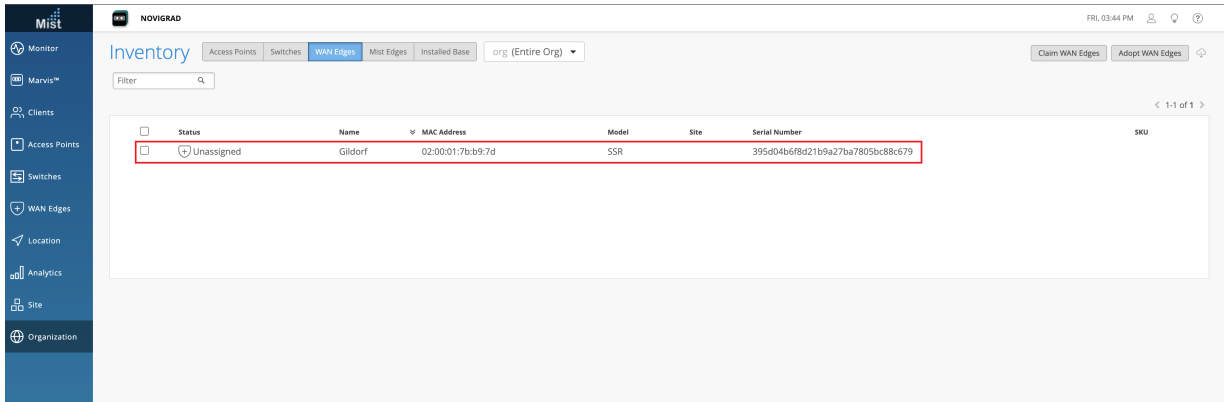 Mist
NOVIGRAD
FRI, 03:44 PM
Monitor
Marvis™
Clients
Access Points
Switches
WAN Edges
Location
Analytics
Site
Organization
Inventory
Access Points Switches WAN Edges Mist Edges Installed Base
org (Entire Org)
Claim WAN Edges Adopt WAN Edges
Filter
< 1-1 of 1 >
Status Name MAC Address Model Site Serial Number SKU
Unassigned Gildorf 02:00:01:7b:b9:7d SSR 395d04b6f8d21b9a27ba7805bc88c679